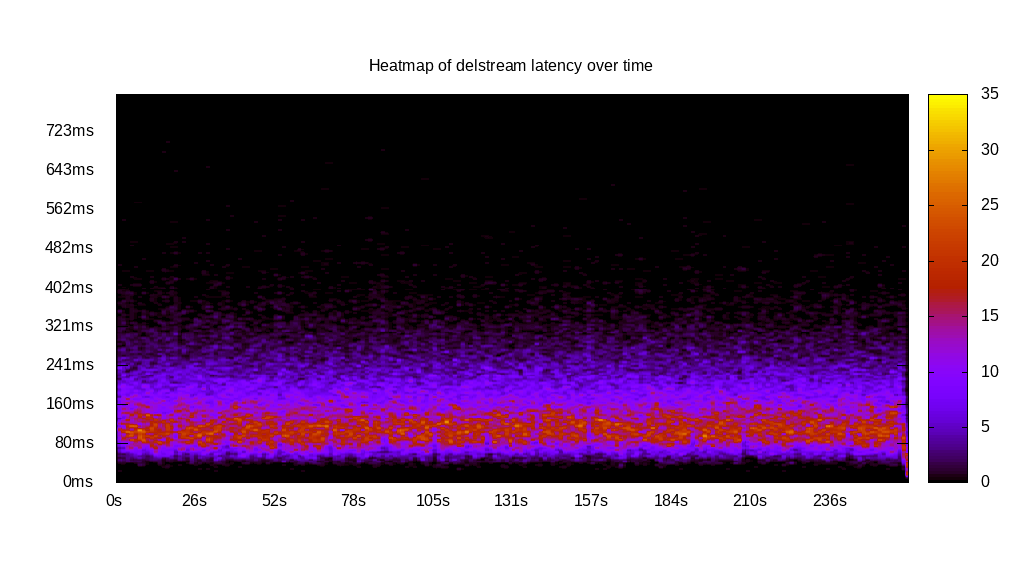 Heatmap of delstream latency over time
723ms
643ms
562ms
482ms
402ms
321ms
241ms
160ms
80ms
0ms
0s 26s 52s 78s 105s 131s 157s 184s 210s 236s
35
30
25
20
15
10
5
0